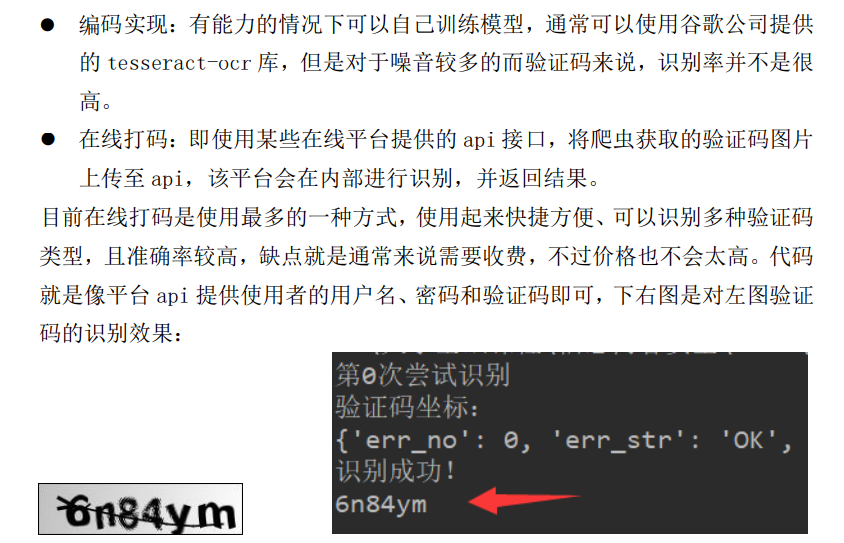 ● 编码实现：有能力的情况下可以自己训练模型，通常可以使用谷歌公司提供
的 tesseract-ocr 库，但是对于噪音较多的而验证码来说，识别率并不是很
高。
● 在线打码：即使用某些在线平台提供的 api 接口，将爬虫获取的验证码图片
上传至 api，该平台会在内部进行识别，并返回结果。
目前在线打码是使用最多的一种方式，使用起来快捷方便、可以识别多种验证码
类型，且准确率较高，缺点就是通常来说需要收费，不过价格也不会太高。代码
就是像平台 api 提供使用者的用户名、密码和验证码即可，下右图是对左图验证
码的识别效果：
第0次尝试识别
验证码坐标：
{'err_no': 0, 'err_str': 'OK',
识别成功！
6n84ym
6n84ym